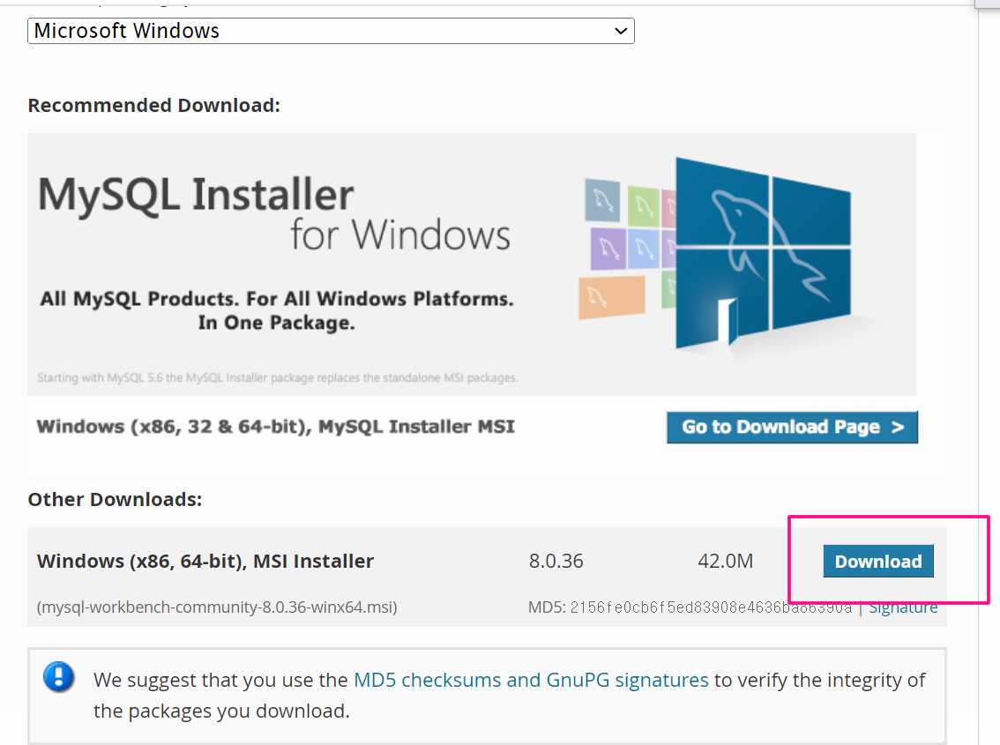 Microsoft Windows
Recommended Download:
MySQL Installer
for Windows
All MySQL Products. For All Windows Platforms.
In One Package.
Starting with MySQL 5.6 the MySQL Installer package replaces the standalone MSI packages.
Windows (x86, 32 & 64-bit), MySQL Installer MSI
Go to Download Page >
Other Downloads:
Windows (x86, 64-bit), MSI Installer 8.0.36 42.0M Download
(mysql-workbench-community-8.0.36-winx64.msi) MD5: 2156fe0cb6f5ed83908e4636ba86390a | Signature
We suggest that you use the MD5 checksums and GnuPG signatures to verify the integrity of
the packages you download.